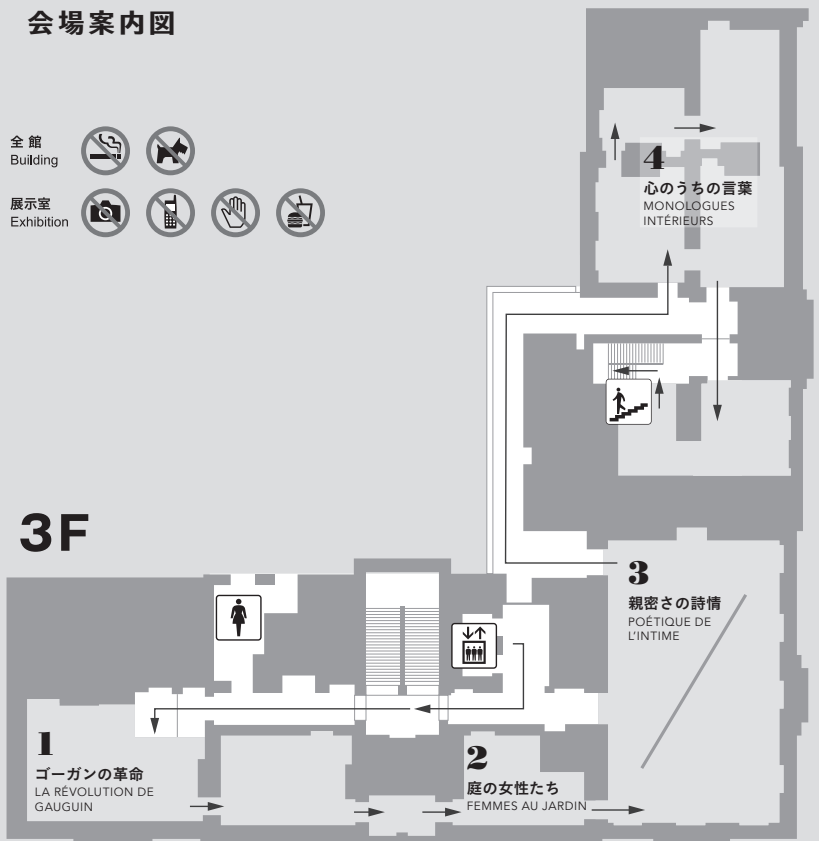 会場案内図
全館
Building
展示室
Exhibition
4
心のうちの言葉
MONOLOGUES
INTÉRIEURS
3F
3
親密さの詩情
POÉTIQUE DE
L'INTIME
1
ゴーガンの革命
LA RÉVOLUTION DE
GAUGUIN
2
庭の女性たち
FEMMES AU JARDIN